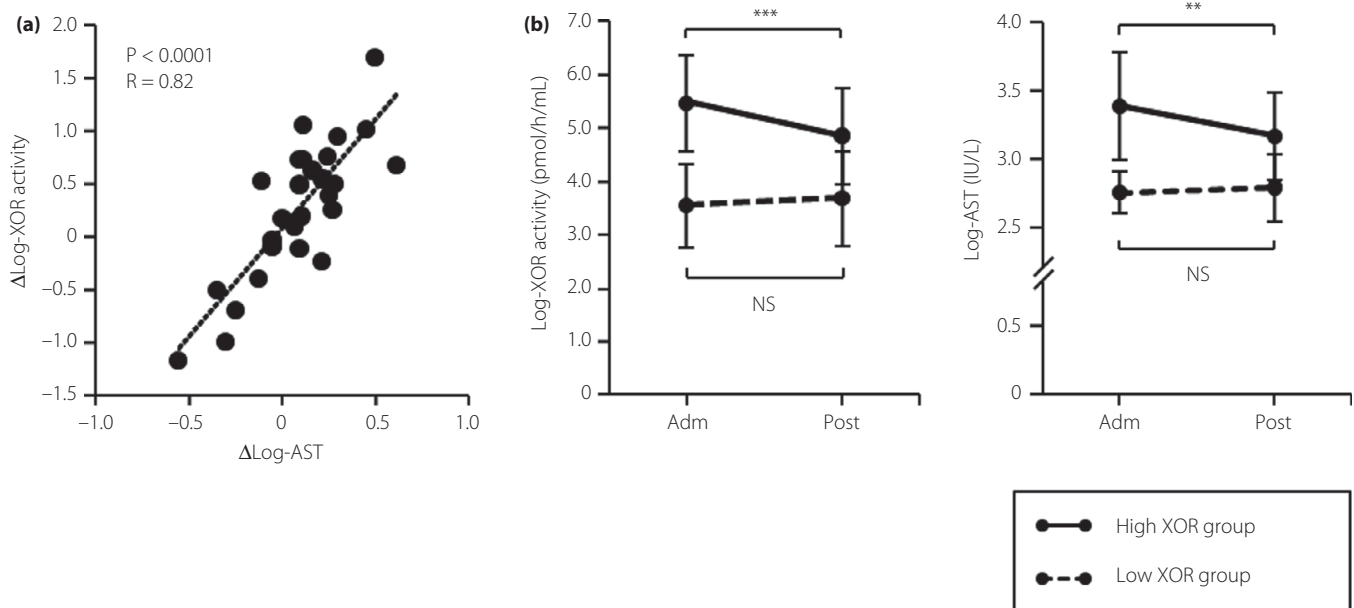 (a)
2.0
1.5
1.0
0.5
0
−0.5
−1.0
−1.5
ΔLog-XOR activity
P < 0.0001
R = 0.82
−1.0 −0.5 0 0.5 1.0
ΔLog-AST
(b)
7.0
6.0
5.0
4.0
3.0
2.0
1.0
0
Log-XOR activity (pmol/h/mL)
***
NS
Adm Post
4.0
3.5
3.0
2.5
0.5
0
Log-AST (IU/L)
**
NS
Adm Post
High XOR group
Low XOR group